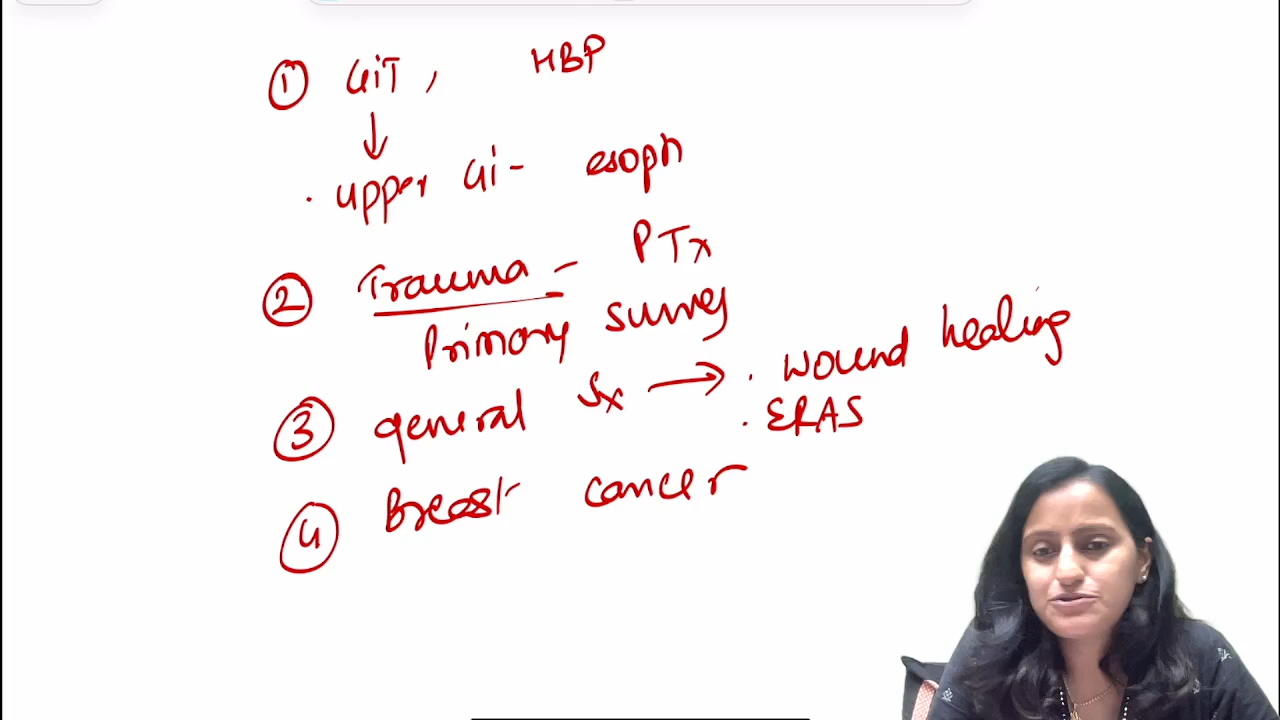 ① GIT, HBP
↓
· Upper GI - esoph
② Trauma - PTx
Primary survey
③ general Sx → · wound healing
· ERAS
④ Breast cancer